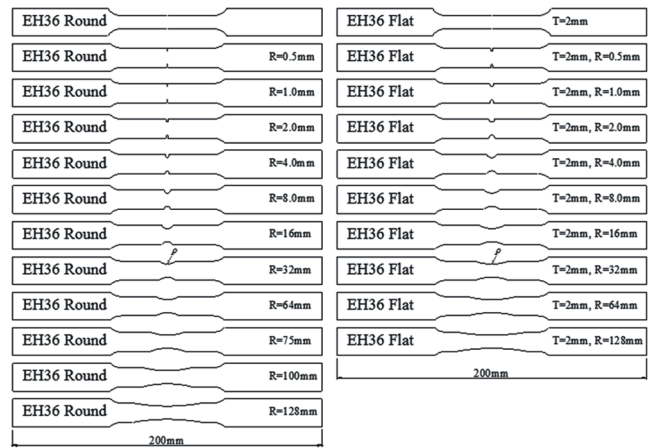 EH36 Round
EH36 Round R=0.5mm
EH36 Round R=1.0mm
EH36 Round R=2.0mm
EH36 Round R=4.0mm
EH36 Round R=8.0mm
EH36 Round R=16mm
EH36 Round R=32mm
EH36 Round R=64mm
EH36 Round R=75mm
EH36 Round R=100mm
EH36 Round R=128mm
200mm
EH36 Flat T=2mm
EH36 Flat T=2mm, R=0.5mm
EH36 Flat T=2mm, R=1.0mm
EH36 Flat T=2mm, R=2.0mm
EH36 Flat T=2mm, R=4.0mm
EH36 Flat T=2mm, R=8.0mm
EH36 Flat T=2mm, R=16mm
EH36 Flat T=2mm, R=32mm
EH36 Flat T=2mm, R=64mm
EH36 Flat T=2mm, R=128mm
200mm